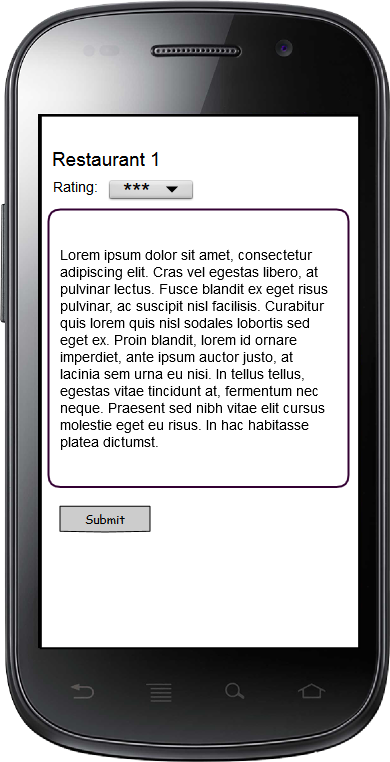 Restaurant 1
Rating: ***
Lorem ipsum dolor sit amet, consectetur
adipiscing elit. Cras vel egestas libero, at
pulvinar lectus. Fusce blandit ex eget risus
pulvinar, ac suscipit nisl facilisis. Curabitur
quis lorem quis nisl sodales lobortis sed
eget ex. Proin blandit, lorem id ornare
imperdiet, ante ipsum auctor justo, at
lacinia sem urna eu nisi. In tellus tellus,
egestas vitae tincidunt at, fermentum nec
neque. Praesent sed nibh vitae elit cursus
molestie eget eu risus. In hac habitasse
platea dictumst.
Submit